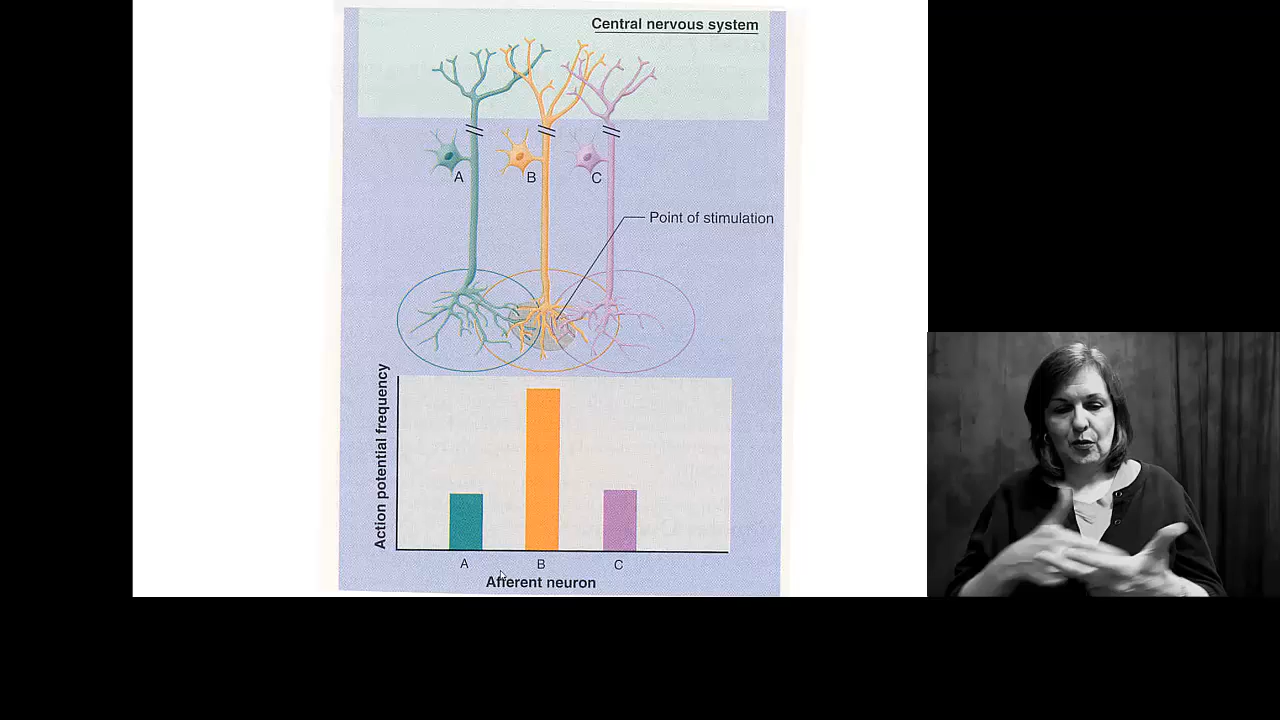 Central nervous system
A B C
Point of stimulation
Action potential frequency
A B C
Afferent neuron